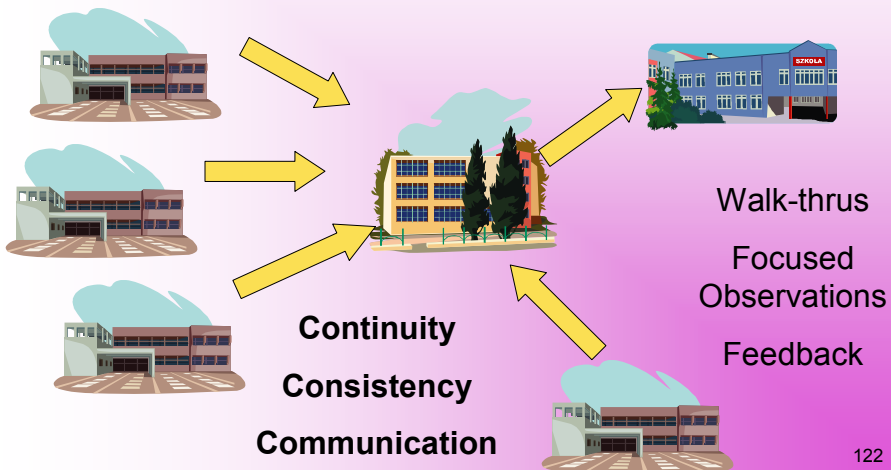 SZKOŁA
Walk-thrus
Focused
Observations
Feedback
Continuity
Consistency
Communication
122